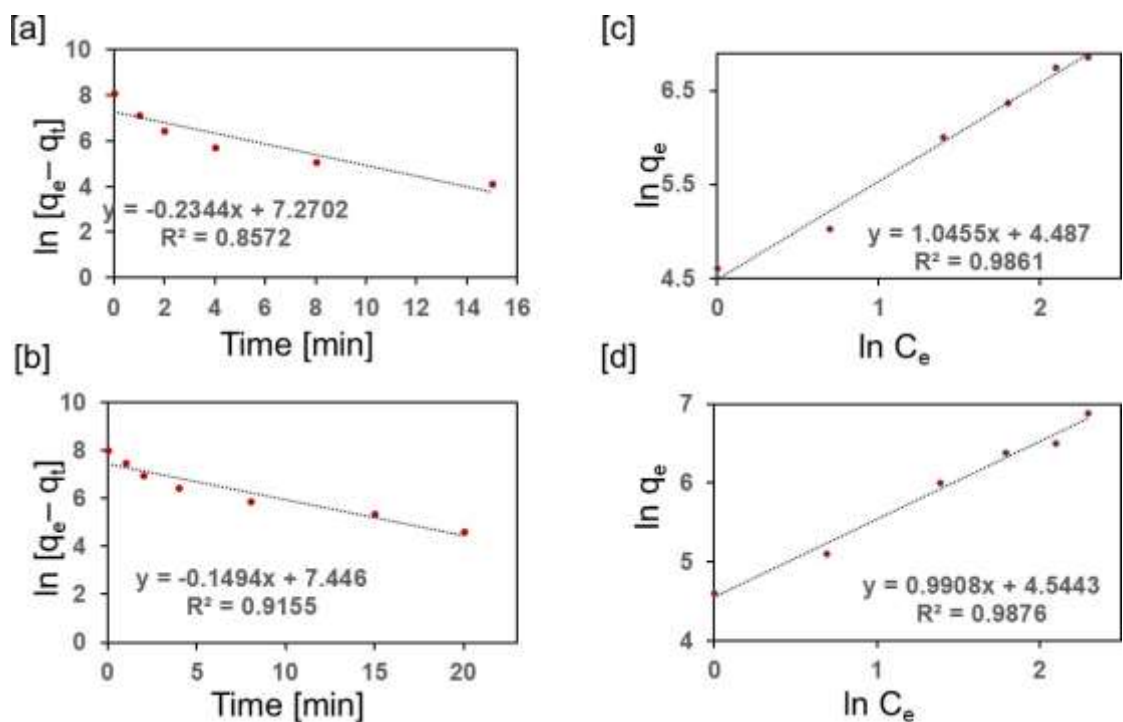 [a]
10
8
6
4
2
0
ln [qₑ— qₜ]
y = -0.2344x + 7.2702
R² = 0.8572
0 2 4 6 8 10 12 14 16
Time [min]
[b]
10
8
6
4
2
0
ln [qₑ— qₜ]
y = -0.1494x + 7.446
R² = 0.9155
0 5 10 15 20
Time [min]
[c]
6.5
5.5
4.5
ln qₑ
y = 1.0455x + 4.487
R² = 0.9861
0 1 2
ln Cₑ
[d]
7
6
5
4
ln qₑ
y = 0.9908x + 4.5443
R² = 0.9876
0 1 2
ln Cₑ